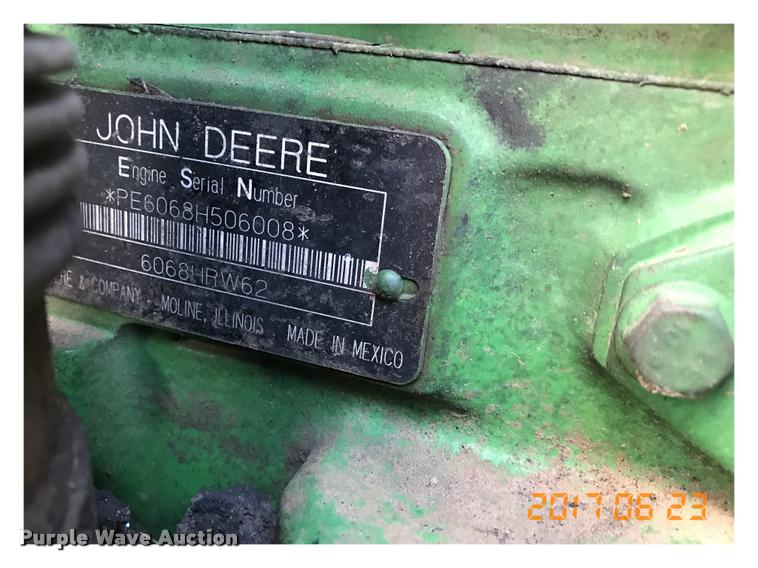 JOHN DEERE
Engine Serial Number
*PE6068H506008*
6068HRW62
& COMPANY - MOLINE, ILLINOIS MADE IN MEXICO
2017 06 23
Purple Wave Auction